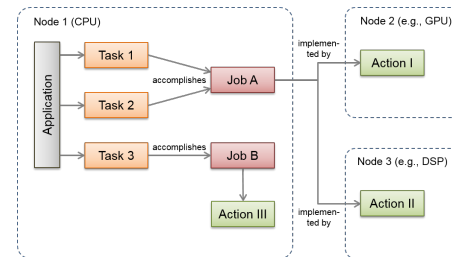 Node 1 (CPU)
Application
Task 1
Task 2
Task 3
accomplishes
accomplishes
Job A
Job B
Action III
implemen-
ted by
implemen-
ted by
Node 2 (e.g., GPU)
Action I
Node 3 (e.g., DSP)
Action II